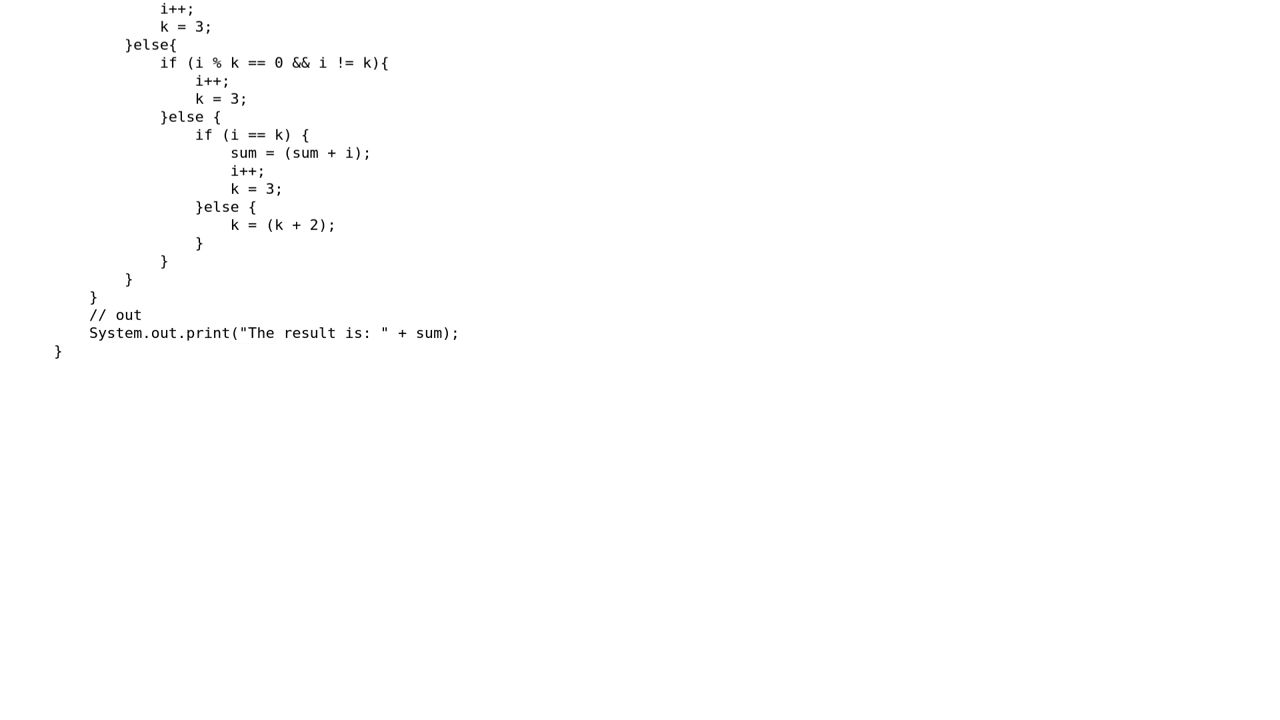 i++;
            k = 3;
        }else{
            if (i % k == 0 && i != k){
                i++;
                k = 3;
            }else {
                if (i == k) {
                    sum = (sum + i);
                    i++;
                    k = 3;
                }else {
                    k = (k + 2);
                }
            }
        }
    }
    // out
    System.out.print("The result is: " + sum);
}